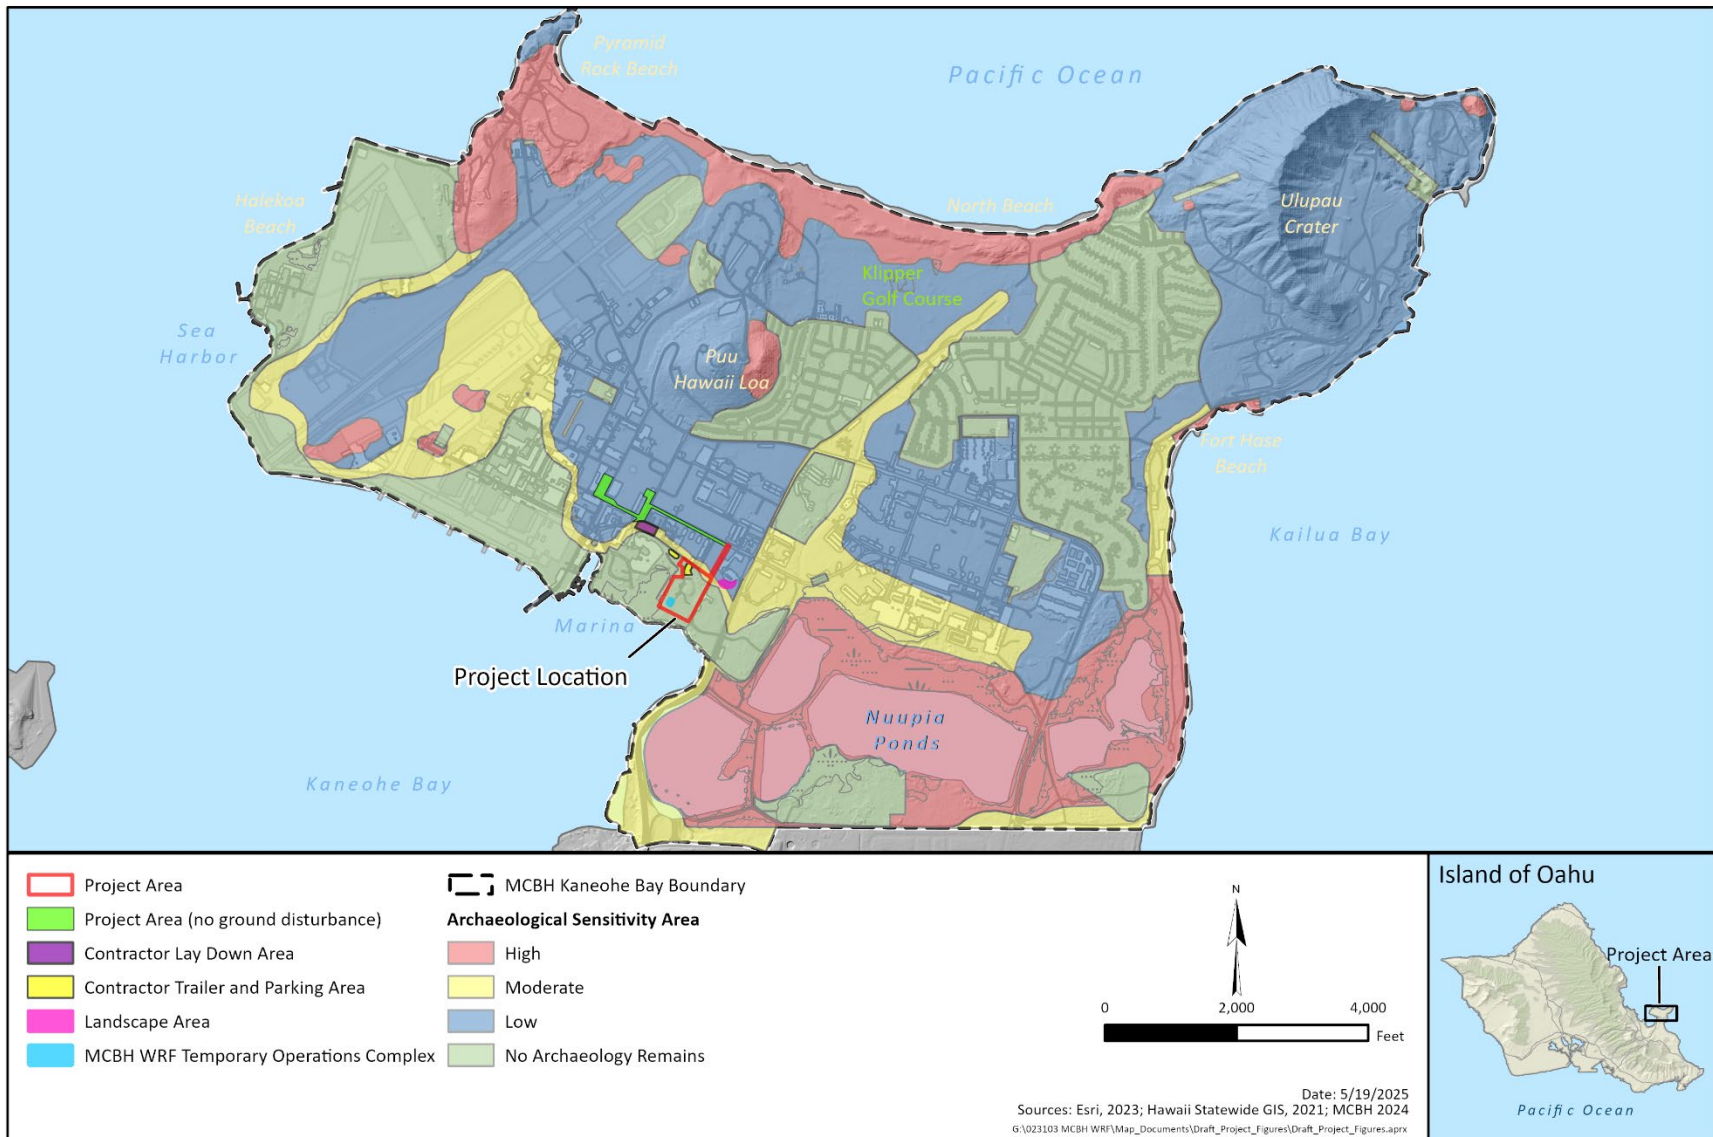 Pyramid
Rock Beach
Pacific Ocean
Halekoa
Beach
North Beach
Ulupau
Crater
Klipper
Golf Course
Sea
Harbor
Puu
Hawaii Loa
Fort Hase
Beach
Kailua Bay
Marina
Project Location
Nuupia
Ponds
Kaneohe Bay
Project Area
Project Area (no ground disturbance)
Contractor Lay Down Area
Contractor Trailer and Parking Area
Landscape Area
MCBH WRF Temporary Operations Complex
MCBH Kaneohe Bay Boundary
Archaeological Sensitivity Area
High
Moderate
Low
No Archaeology Remains
N
0 2,000 4,000
Feet
Date: 5/19/2025
Sources: Esri, 2023; Hawaii Statewide GIS, 2021; MCBH 2024
G:\023103 MCBH WRF\Map_Documents\Draft_Project_Figures\Draft_Project_Figures.aprx
Island of Oahu
Project Area
Pacific Ocean